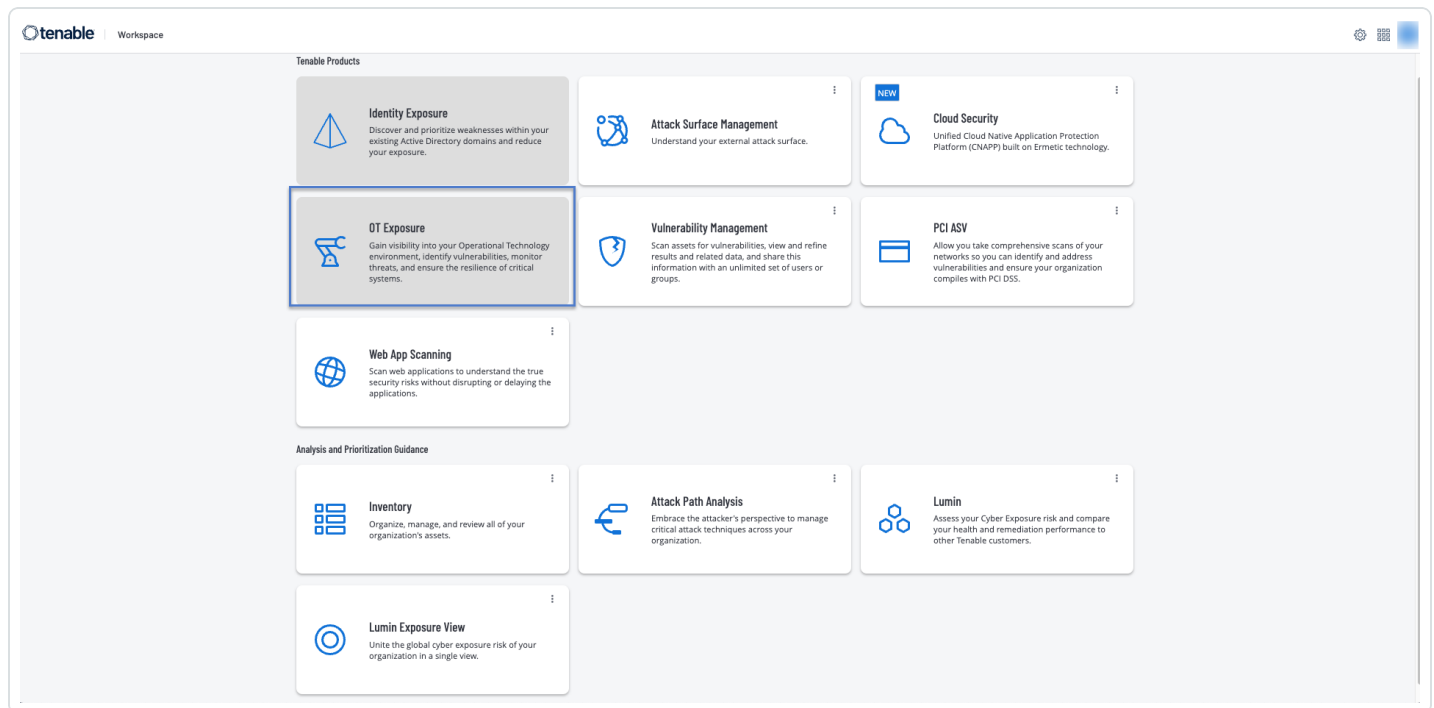 tenable
Workspace
Tenable Products
Identity Exposure
Discover and prioritize weaknesses within your
existing Active Directory domains and reduce
your exposure.
Attack Surface Management
Understand your external attack surface.
NEW
Cloud Security
Unified Cloud Native Application Protection
Platform (CNAPP) built on Ermetic technology.
OT Exposure
Gain visibility into your Operational Technology
environment, identify vulnerabilities, monitor
threats, and ensure the resilience of critical
systems.
Vulnerability Management
Scan assets for vulnerabilities, view and refine
results and related data, and share this
information with an unlimited set of users or
groups.
PCI ASV
Allow you take comprehensive scans of your
networks so you can identify and address
vulnerabilities and ensure your organization
compiles with PCI DSS.
Web App Scanning
Scan web applications to understand the true
security risks without disrupting or delaying the
applications.
Analysis and Prioritization Guidance
Inventory
Organize, manage, and review all of your
organization's assets.
Attack Path Analysis
Embrace the attacker's perspective to manage
critical attack techniques across your
organization.
Lumin
Assess your Cyber Exposure risk and compare
your health and remediation performance to
other Tenable customers.
Lumin Exposure View
Unite the global cyber exposure risk of your
organization in a single view.